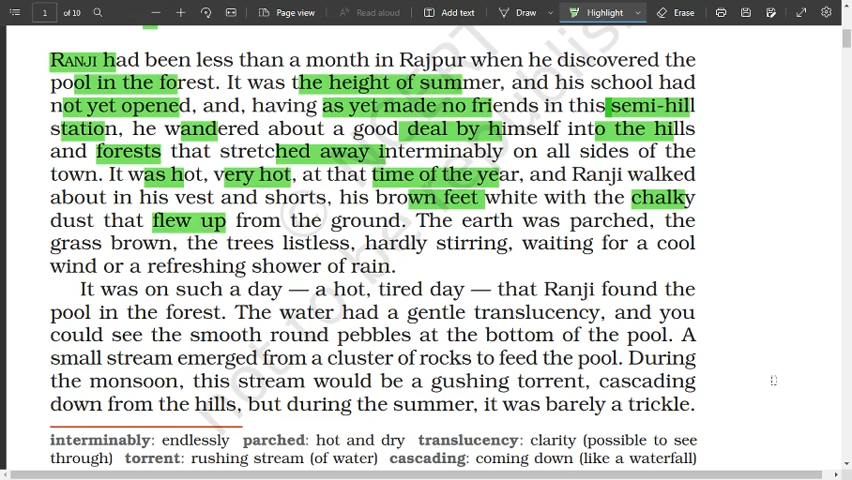 1 of 10 Page view Read aloud Add text Draw Highlight Erase
RANJI had been less than a month in Rajpur when he discovered the
pool in the forest. It was the height of summer, and his school had
not yet opened, and, having as yet made no friends in this semi-hill
station, he wandered about a good deal by himself into the hills
and forests that stretched away interminably on all sides of the
town. It was hot, very hot, at that time of the year, and Ranji walked
about in his vest and shorts, his brown feet white with the chalky
dust that flew up from the ground. The earth was parched, the
grass brown, the trees listless, hardly stirring, waiting for a cool
wind or a refreshing shower of rain.
It was on such a day — a hot, tired day — that Ranji found the
pool in the forest. The water had a gentle translucency, and you
could see the smooth round pebbles at the bottom of the pool. A
small stream emerged from a cluster of rocks to feed the pool. During
the monsoon, this stream would be a gushing torrent, cascading
down from the hills, but during the summer, it was barely a trickle.
interminably: endlessly parched: hot and dry translucency: clarity (possible to see
through) torrent: rushing stream (of water) cascading: coming down (like a waterfall)